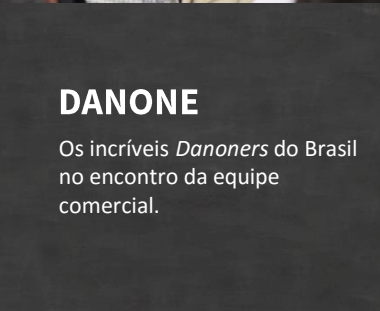 DANONE
Os incríveis Danoners do Brasil
no encontro da equipe
comercial.